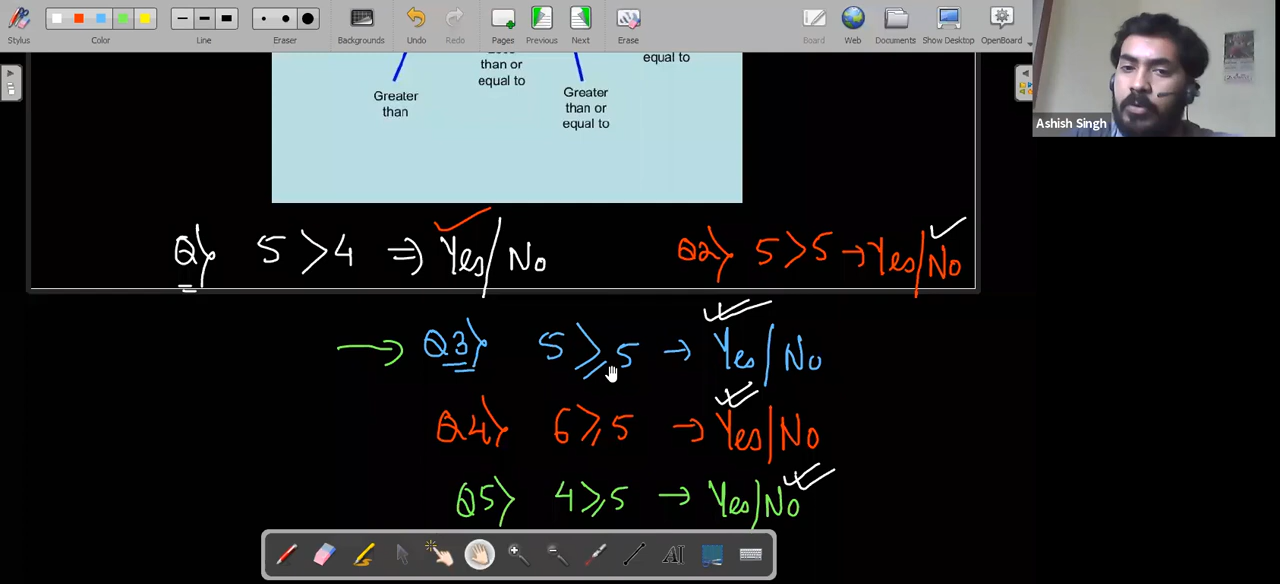 Stylus Color Line Eraser Backgrounds Undo Redo Pages Previous Next Erase Board Web Documents Show Desktop OpenBoard
than or
equal to
equal to
Greater
than
Greater
than or
equal to
Ashish Singh
Q) 5 > 4 ⇒ Yes/No
Q2) 5 > 5 → Yes/No
Q3) 5 ≥ 5 → Yes/No
Q4) 6 ≥ 5 → Yes/No
Q5) 4 ≥ 5 → Yes/No
AI